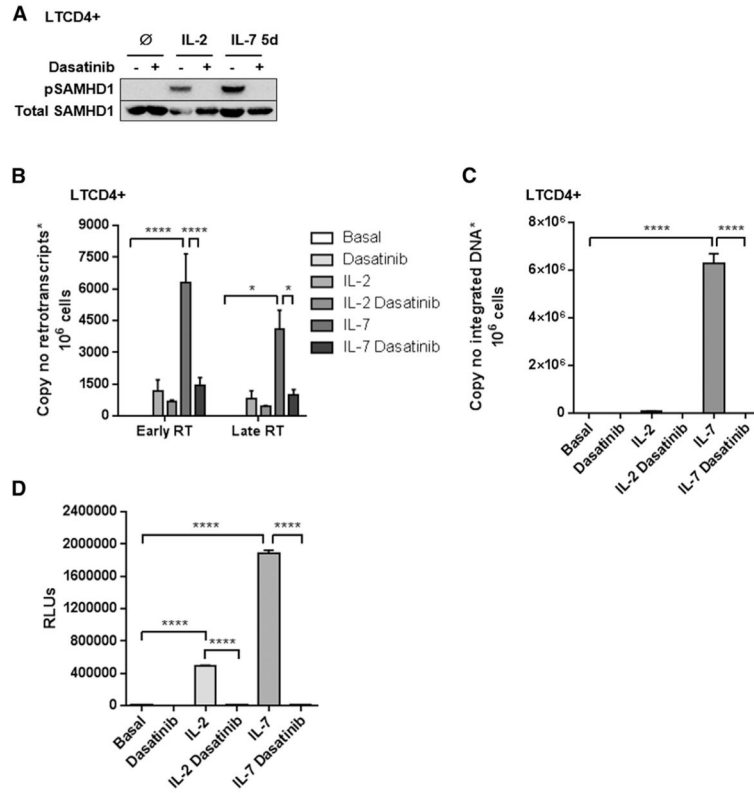 A
LTCD4+
Ø IL-2 IL-7 5d
Dasatinib - + - + - +
pSAMHD1
Total SAMHD1
B
LTCD4+
Copy no retrotranscripts*
10⁶ cells
9000
7500
6000
4500
3000
1500
0
**** ****
* *
Early RT Late RT
Basal
Dasatinib
IL-2
IL-2 Dasatinib
IL-7
IL-7 Dasatinib
C
LTCD4+
Copy no integrated DNA*
10⁶ cells
8×10⁶
6×10⁶
4×10⁶
2×10⁶
0
**** ****
Basal
Dasatinib
IL-2
IL-2 Dasatinib
IL-7
IL-7 Dasatinib
D
RLUs
2400000
2000000
1600000
1200000
800000
400000
0
**** ****
**** ****
Basal
Dasatinib
IL-2
IL-2 Dasatinib
IL-7
IL-7 Dasatinib